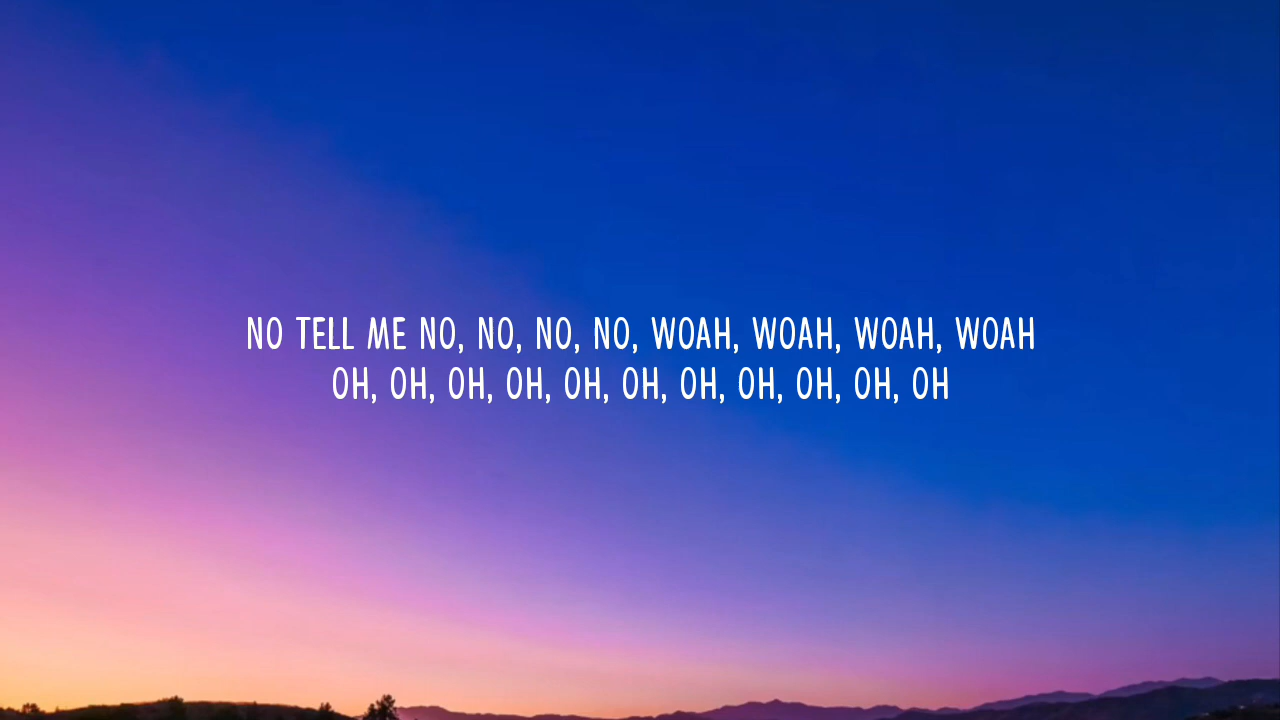 NO TELL ME NO, NO, NO, NO, WOAH, WOAH, WOAH, WOAH
OH, OH, OH, OH, OH, OH, OH, OH, OH, OH, OH